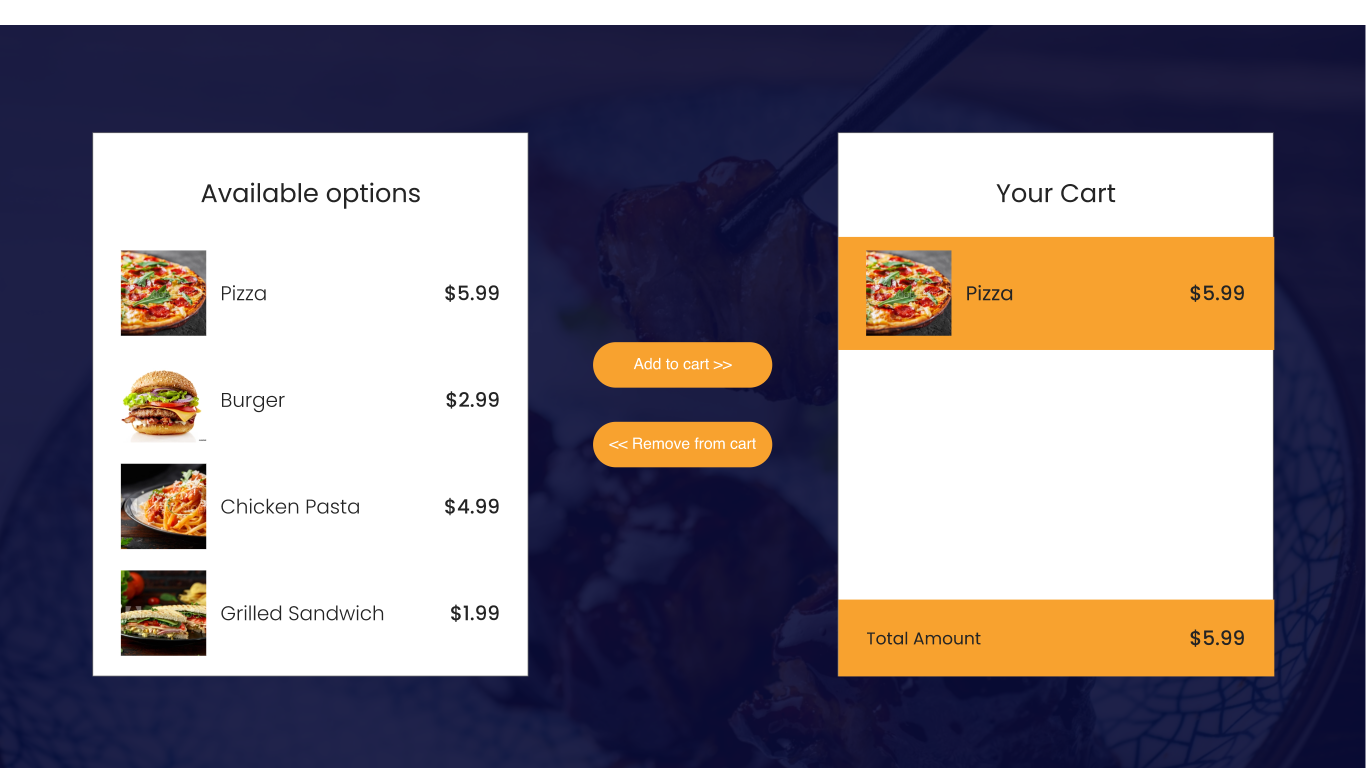 Available options
Pizza $5.99
Burger $2.99
Chicken Pasta $4.99
Grilled Sandwich $1.99
Add to cart >>
<< Remove from cart
Your Cart
Pizza $5.99
Total Amount $5.99